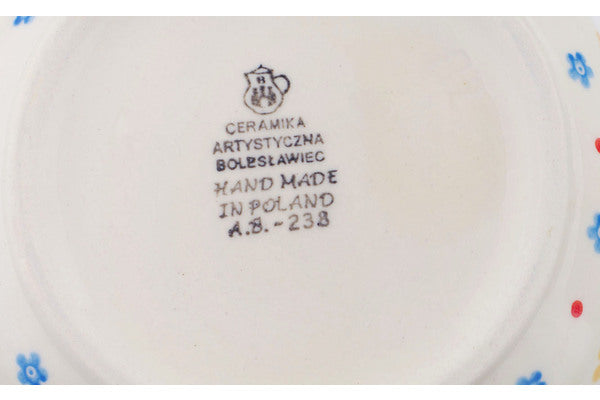 B
CERAMIKA
ARTYSTYCZNA
BOLESŁAWIEC
HAND MADE
IN POLAND
A.B.-238